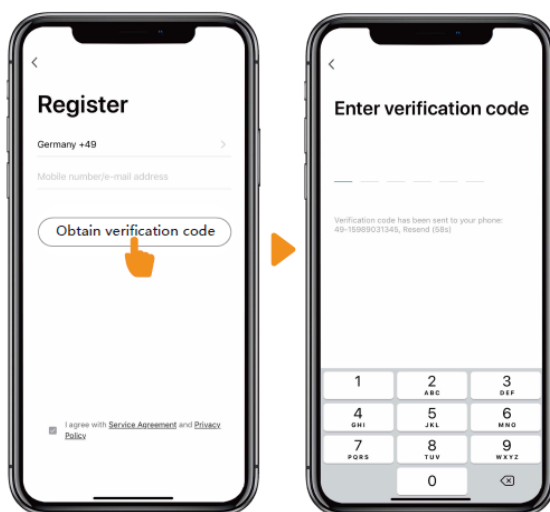 Register
Germany +49
Mobile number/e-mail address
Obtain verification code
I agree with Service Agreement and Privacy
Policy
Enter verification code
Verification code has been sent to your phone:
49-15969031345, Resend (58s)
1
2
ABC
3
DEF
4
GHI
5
JKL
6
MNO
7
PQRS
8
TUV
9
WXYZ
0